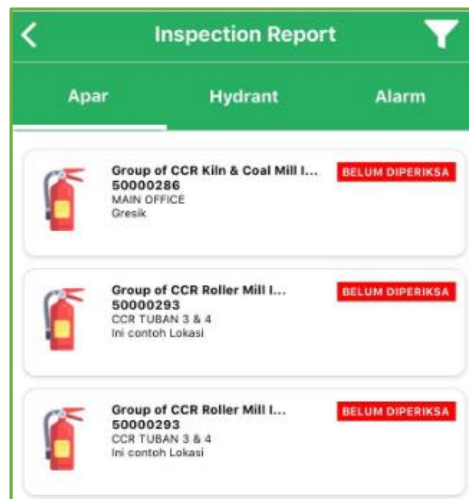 Inspection Report
Apar Hydrant Alarm
Group of CCR Kiln & Coal Mill I... BELUM DIPERIKSA
50000286
MAIN OFFICE
Gresik
Group of CCR Roller Mill I... BELUM DIPERIKSA
50000293
CCR TUBAN 3 & 4
Ini contoh Lokasi
Group of CCR Roller Mill I... BELUM DIPERIKSA
50000293
CCR TUBAN 3 & 4
Ini contoh Lokasi